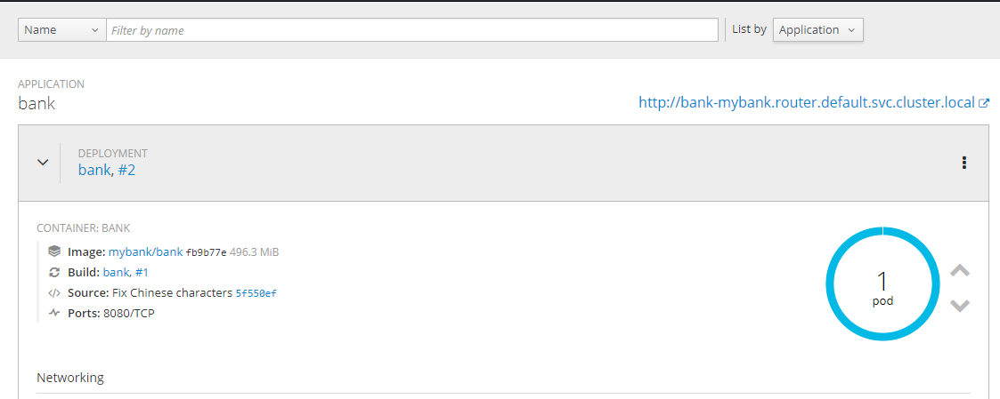 Name Filter by name List by Application
APPLICATION
bank http://bank-mybank.router.default.svc.cluster.local
DEPLOYMENT
bank, #2
CONTAINER: BANK
Image: mybank/bank fb9b77e 496.3 MiB
Build: bank, #1
Source: Fix Chinese characters 5f550ef
Ports: 8080/TCP
1
pod
Networking